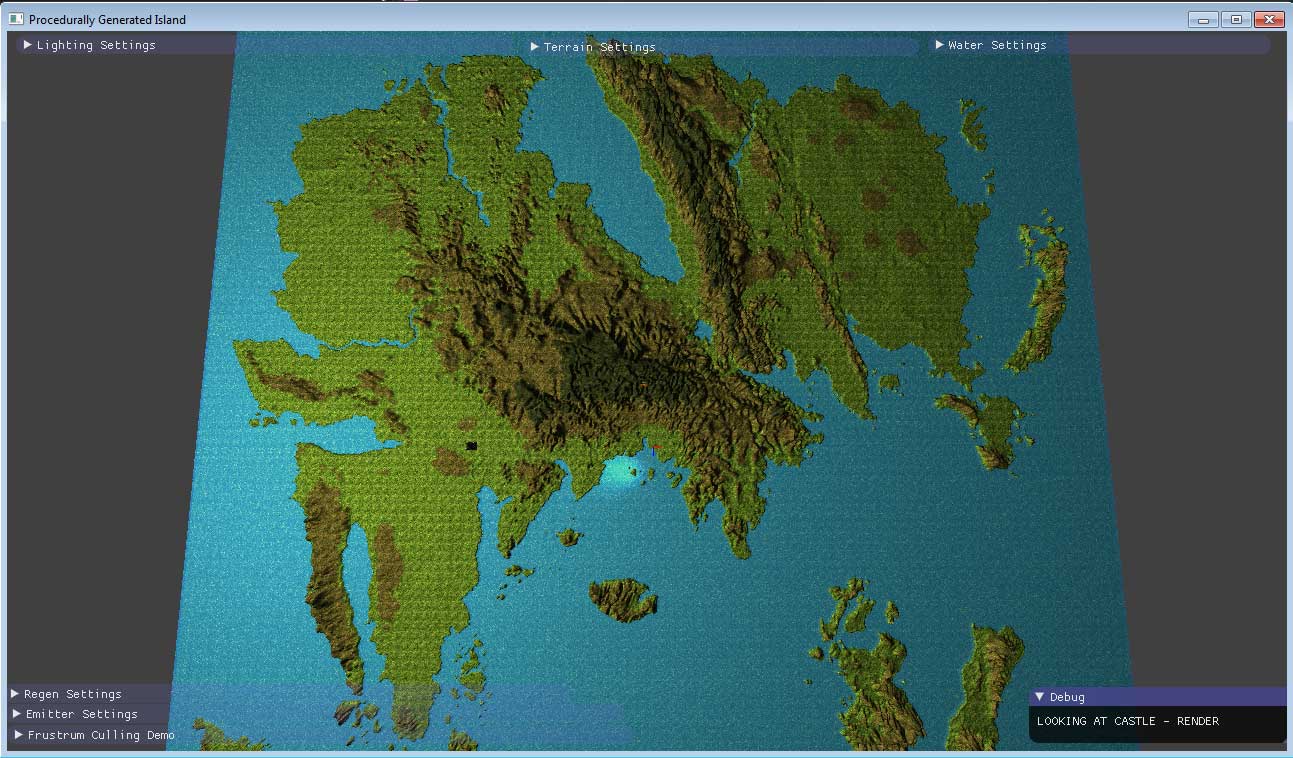 Procedurally Generated Island
Lighting Settings
Terrain Settings
Water Settings
Regen Settings
Emitter Settings
Frustrum Culling Demo
Debug
LOOKING AT CASTLE - RENDER